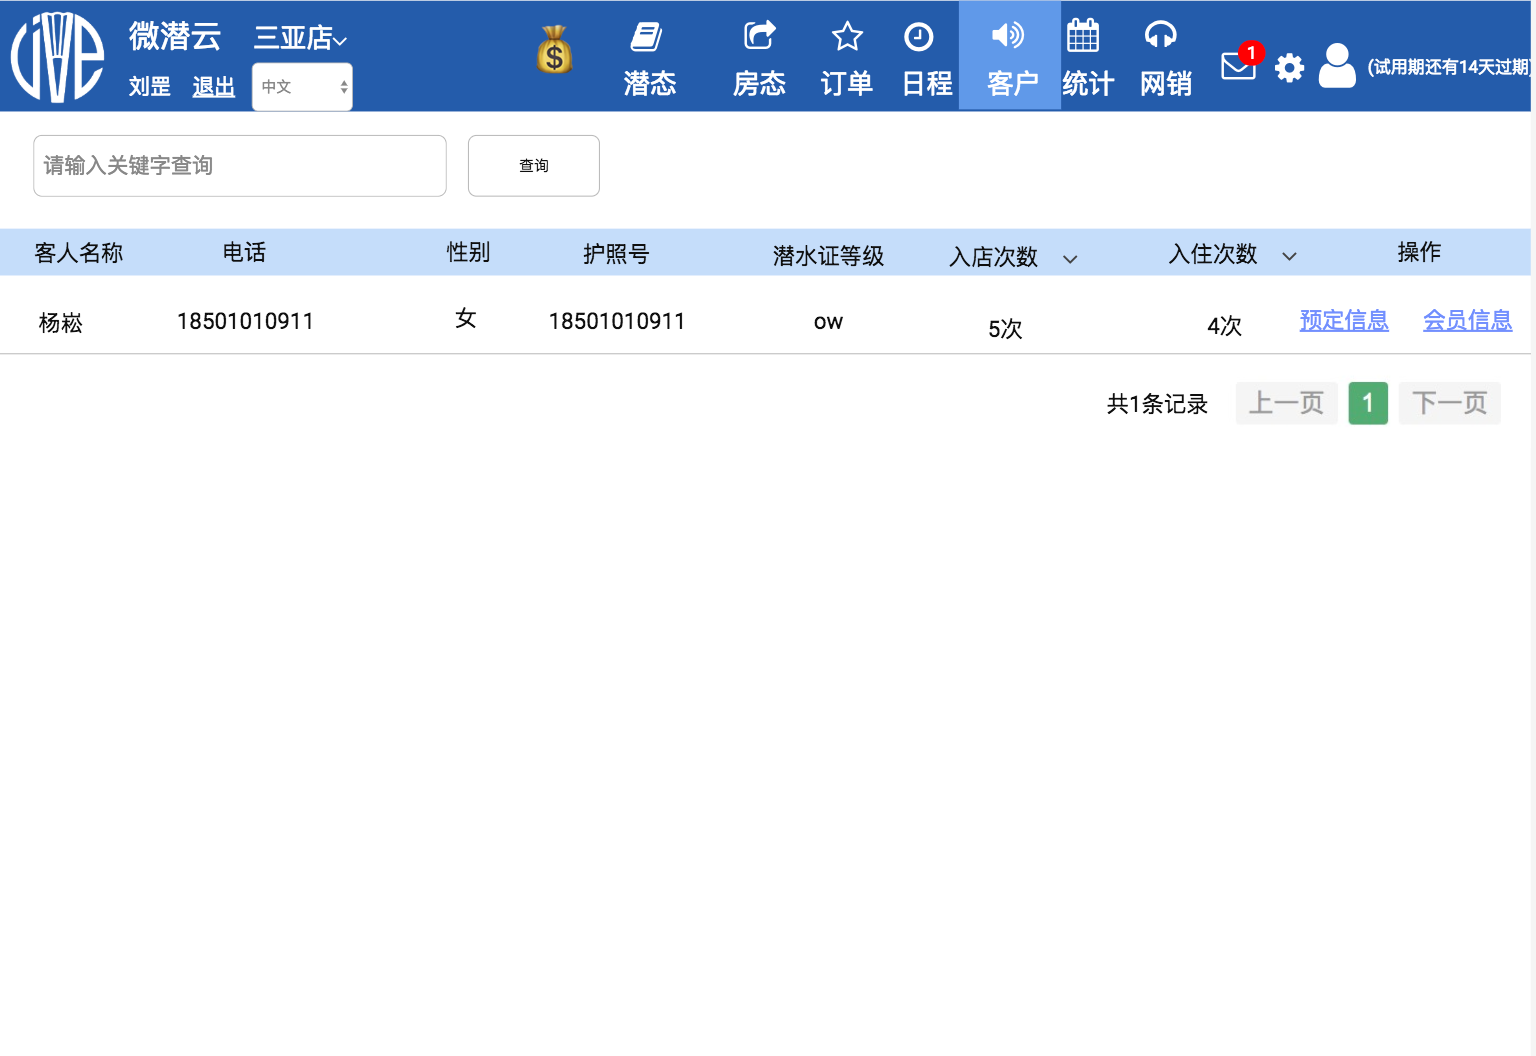 微潜云 三亚店
刘罡 退出 中文
潜态 房态 订单 日程 客户 统计 网销 1 (试用期还有14天过期)
请输入关键字查询 查询
客人名称 电话 性别 护照号 潜水证等级 入店次数 入住次数 操作
杨崧 18501010911 女 18501010911 ow 5次 4次 预定信息 会员信息
共1条记录 上一页 1 下一页